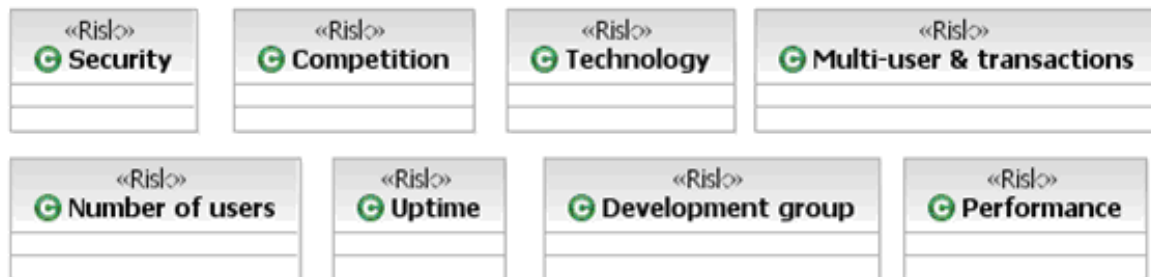 «Risk»
Security
«Risk»
Competition
«Risk»
Technology
«Risk»
Multi-user & transactions
«Risk»
Number of users
«Risk»
Uptime
«Risk»
Development group
«Risk»
Performance